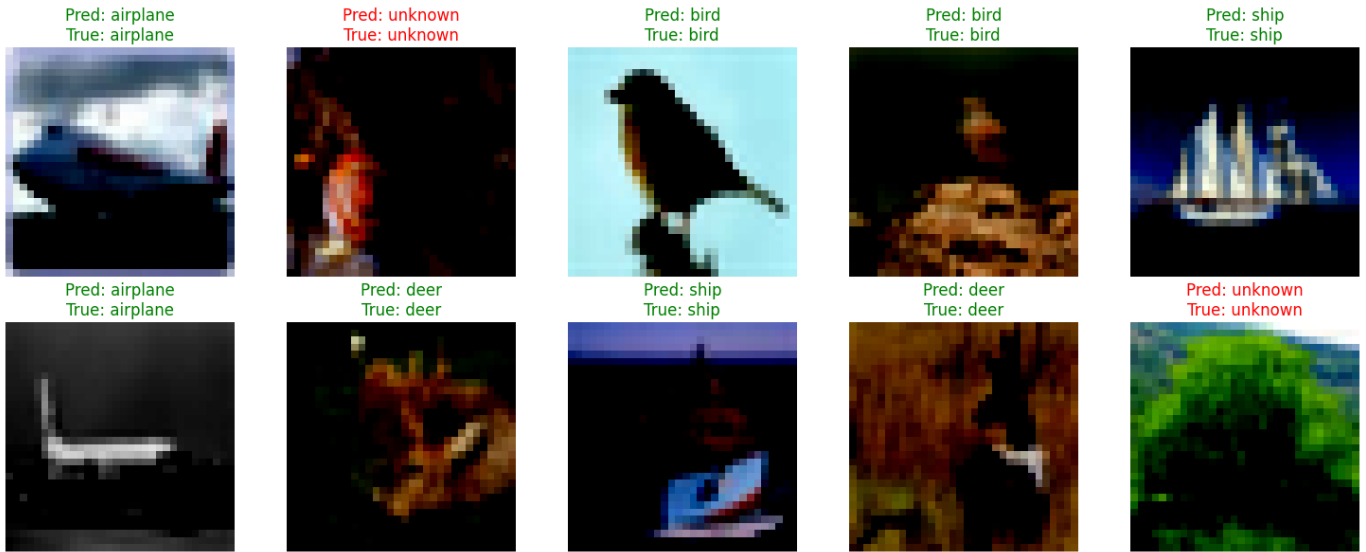 Pred: airplane
True: airplane
Pred: unknown
True: unknown
Pred: bird
True: bird
Pred: bird
True: bird
Pred: ship
True: ship
Pred: airplane
True: airplane
Pred: deer
True: deer
Pred: ship
True: ship
Pred: deer
True: deer
Pred: unknown
True: unknown